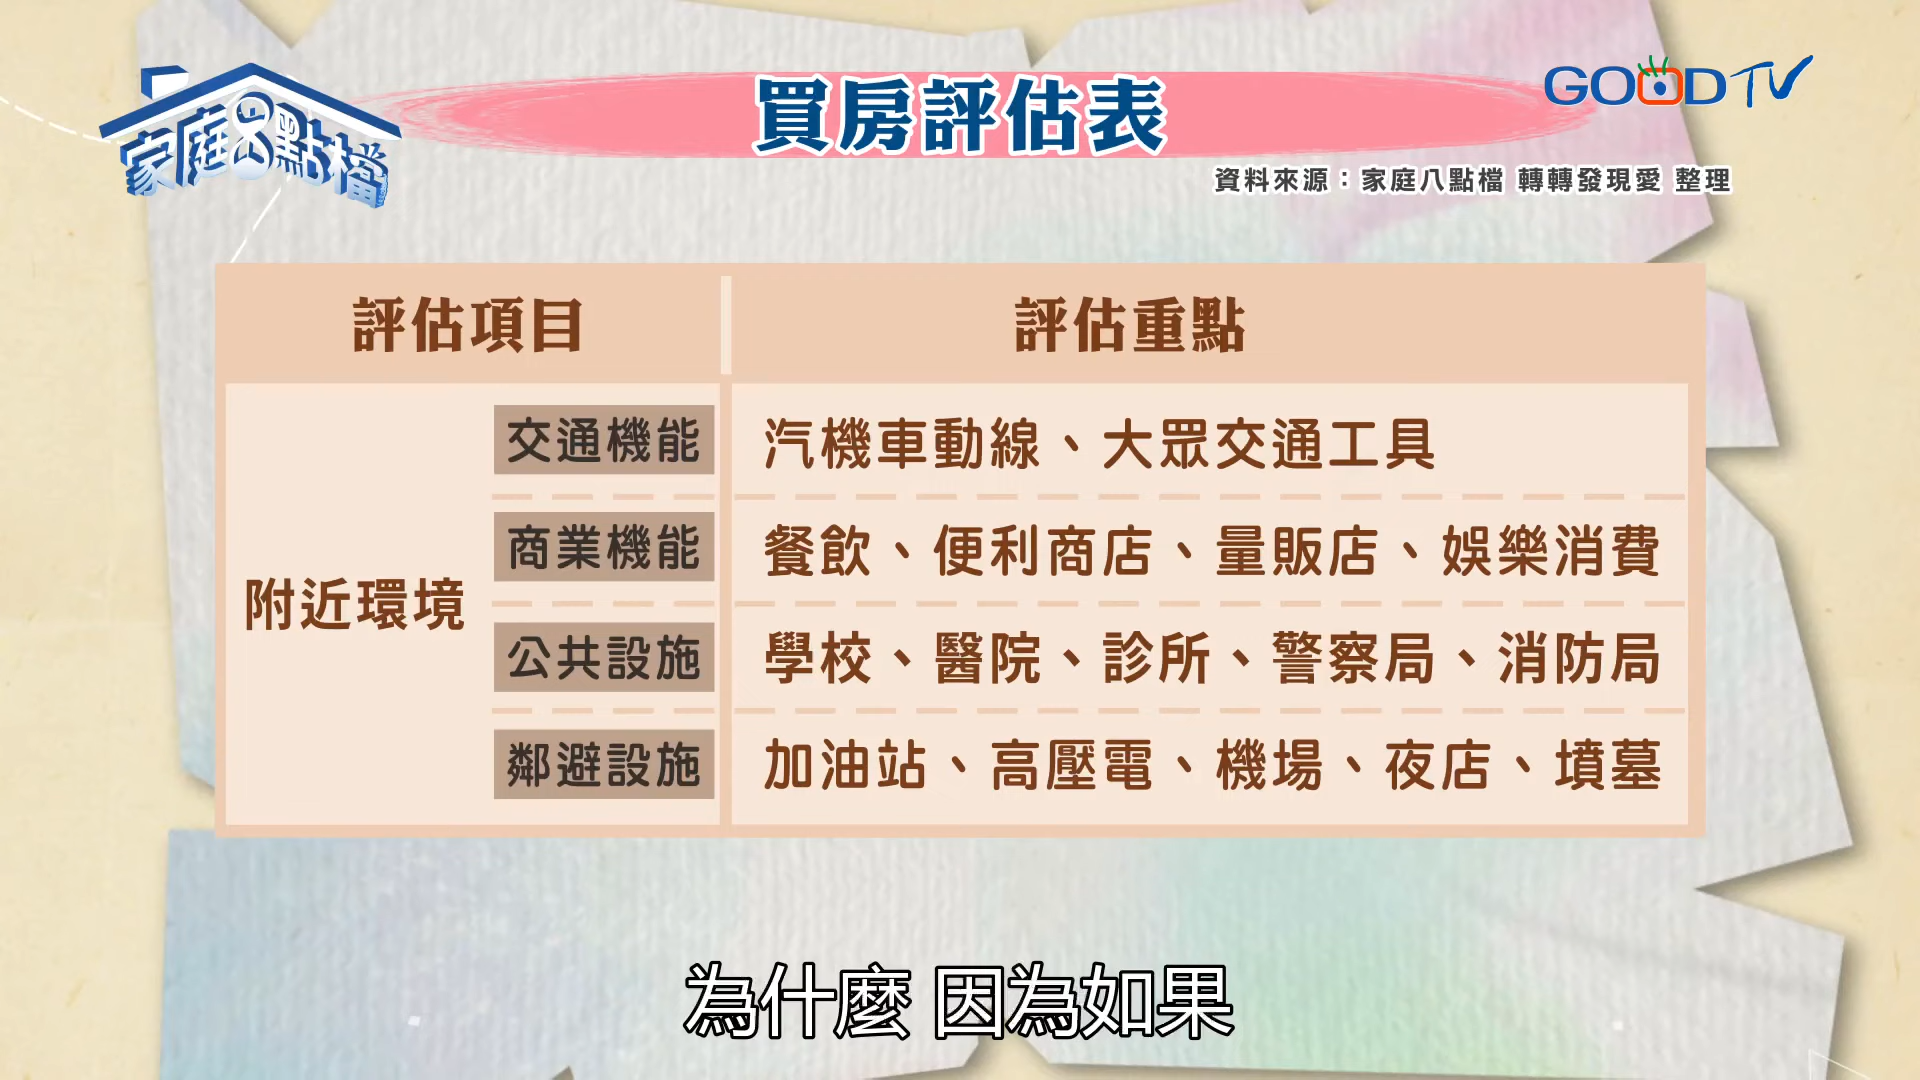 家庭8點檔
買房評估表
GOODTV
資料來源：家庭八點檔 轉轉發現愛 整理
評估項目 評估重點
附近環境
交通機能 汽機車動線、大眾交通工具
商業機能 餐飲、便利商店、量販店、娛樂消費
公共設施 學校、醫院、診所、警察局、消防局
鄰避設施 加油站、高壓電、機場、夜店、墳墓
為什麼 因為如果